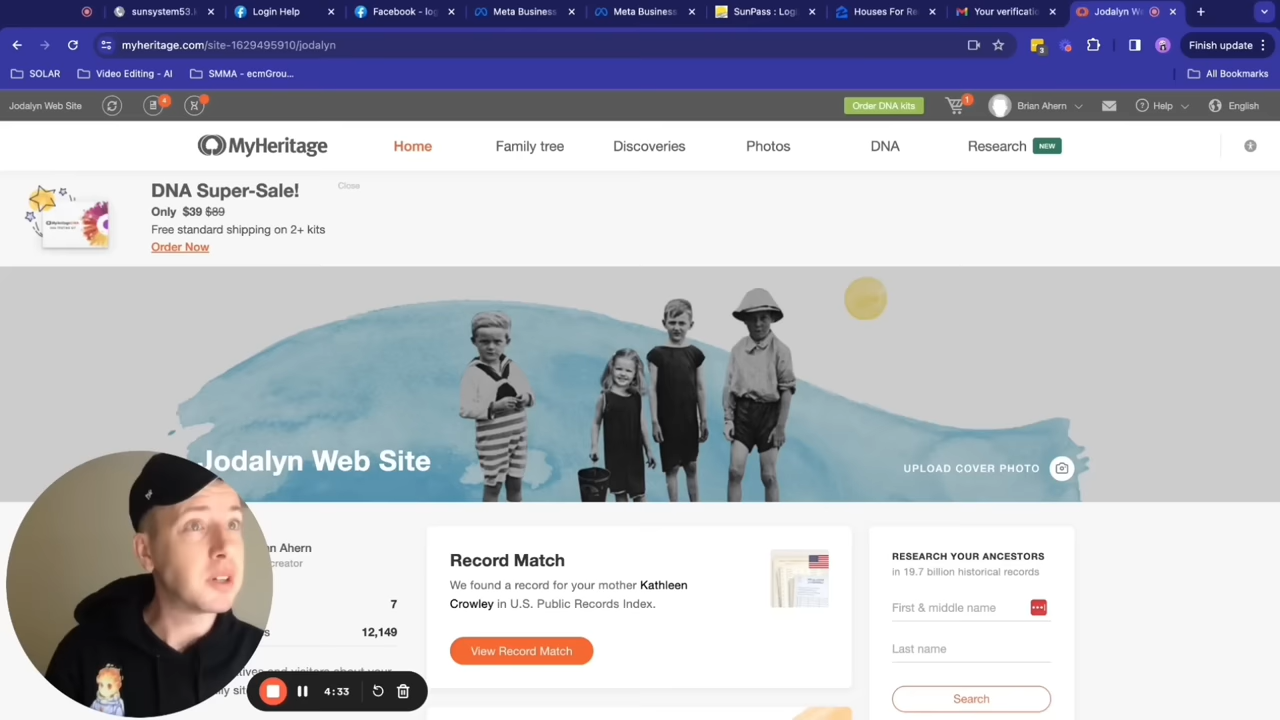 sunsystem53.
Login Help
Facebook - log
Meta Business
Meta Business
SunPass : Log
Houses For Re
Your verificatio
Jodalyn We
myheritage.com/site-1629495910/jodalyn
Finish update
SOLAR
Video Editing - AI
SMMA - ecmGrou...
All Bookmarks
Jodalyn Web Site
4
Order DNA kits
1
Brian Ahern
Help
English
MyHeritage
Home
Family tree
Discoveries
Photos
DNA
Research NEW
DNA Super-Sale!
Close
Only $39 $89
Free standard shipping on 2+ kits
Order Now
Jodalyn Web Site
UPLOAD COVER PHOTO
Ahern
creator
7
12,149
Record Match
We found a record for your mother Kathleen
Crowley in U.S. Public Records Index.
View Record Match
RESEARCH YOUR ANCESTORS
in 19.7 billion historical records
First & middle name
Last name
Search
4:33